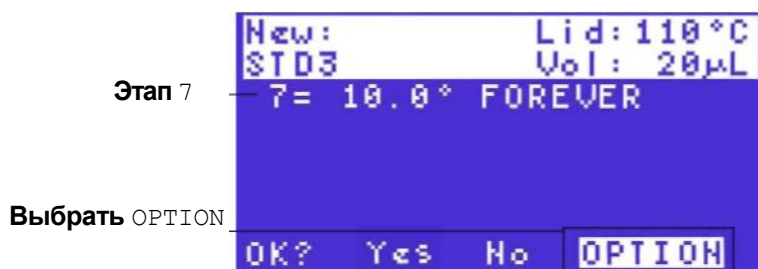 New: Lid:110°C
STD3 Vol: 20µL
Этап 7
7= 10.0° FOREVER
Выбрать OPTION
OK? Yes No OPTION